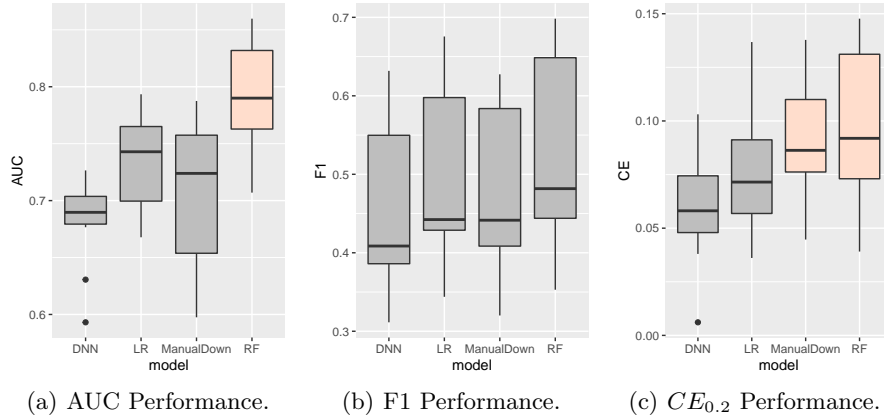 0.8
0.7
0.6
AUC
DNN LR ManualDown RF
model
(a) AUC Performance.
0.7
0.6
0.5
0.4
0.3
F1
DNN LR ManualDown RF
model
(b) F1 Performance.
0.15
0.10
0.05
0.00
CE
DNN LR ManualDown RF
model
(c) CE0.2 Performance.